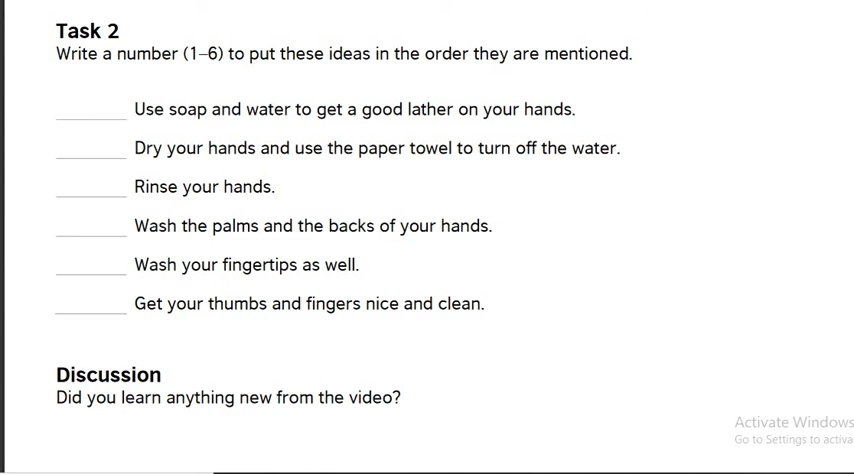 Task 2
Write a number (1–6) to put these ideas in the order they are mentioned.
Use soap and water to get a good lather on your hands.
Dry your hands and use the paper towel to turn off the water.
Rinse your hands.
Wash the palms and the backs of your hands.
Wash your fingertips as well.
Get your thumbs and fingers nice and clean.
Discussion
Did you learn anything new from the video?
Activate Windows
Go to Settings to activa